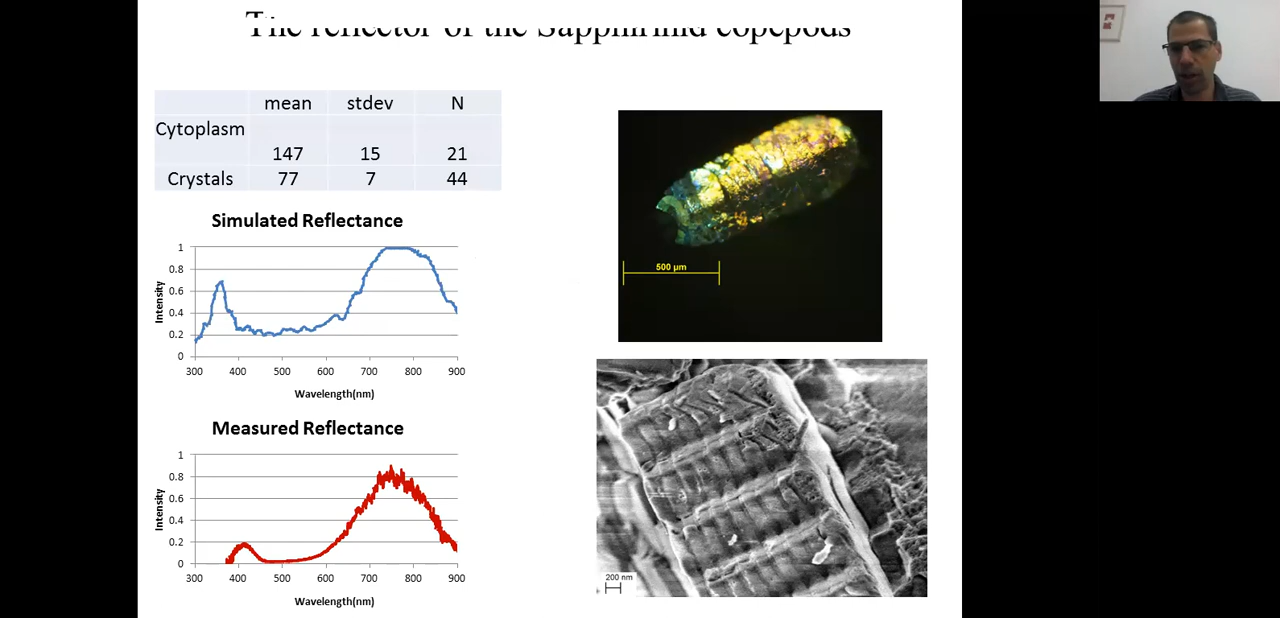 The reflector of the Sapphirinid copepods
mean stdev N
Cytoplasm
147 15 21
Crystals 77 7 44
Simulated Reflectance
1
0.8
0.6
0.4
0.2
0
Intensity
300 400 500 600 700 800 900
Wavelength(nm)
Measured Reflectance
1
0.8
0.6
0.4
0.2
0
Intensity
300 400 500 600 700 800 900
Wavelength(nm)
500 µm
200 nm